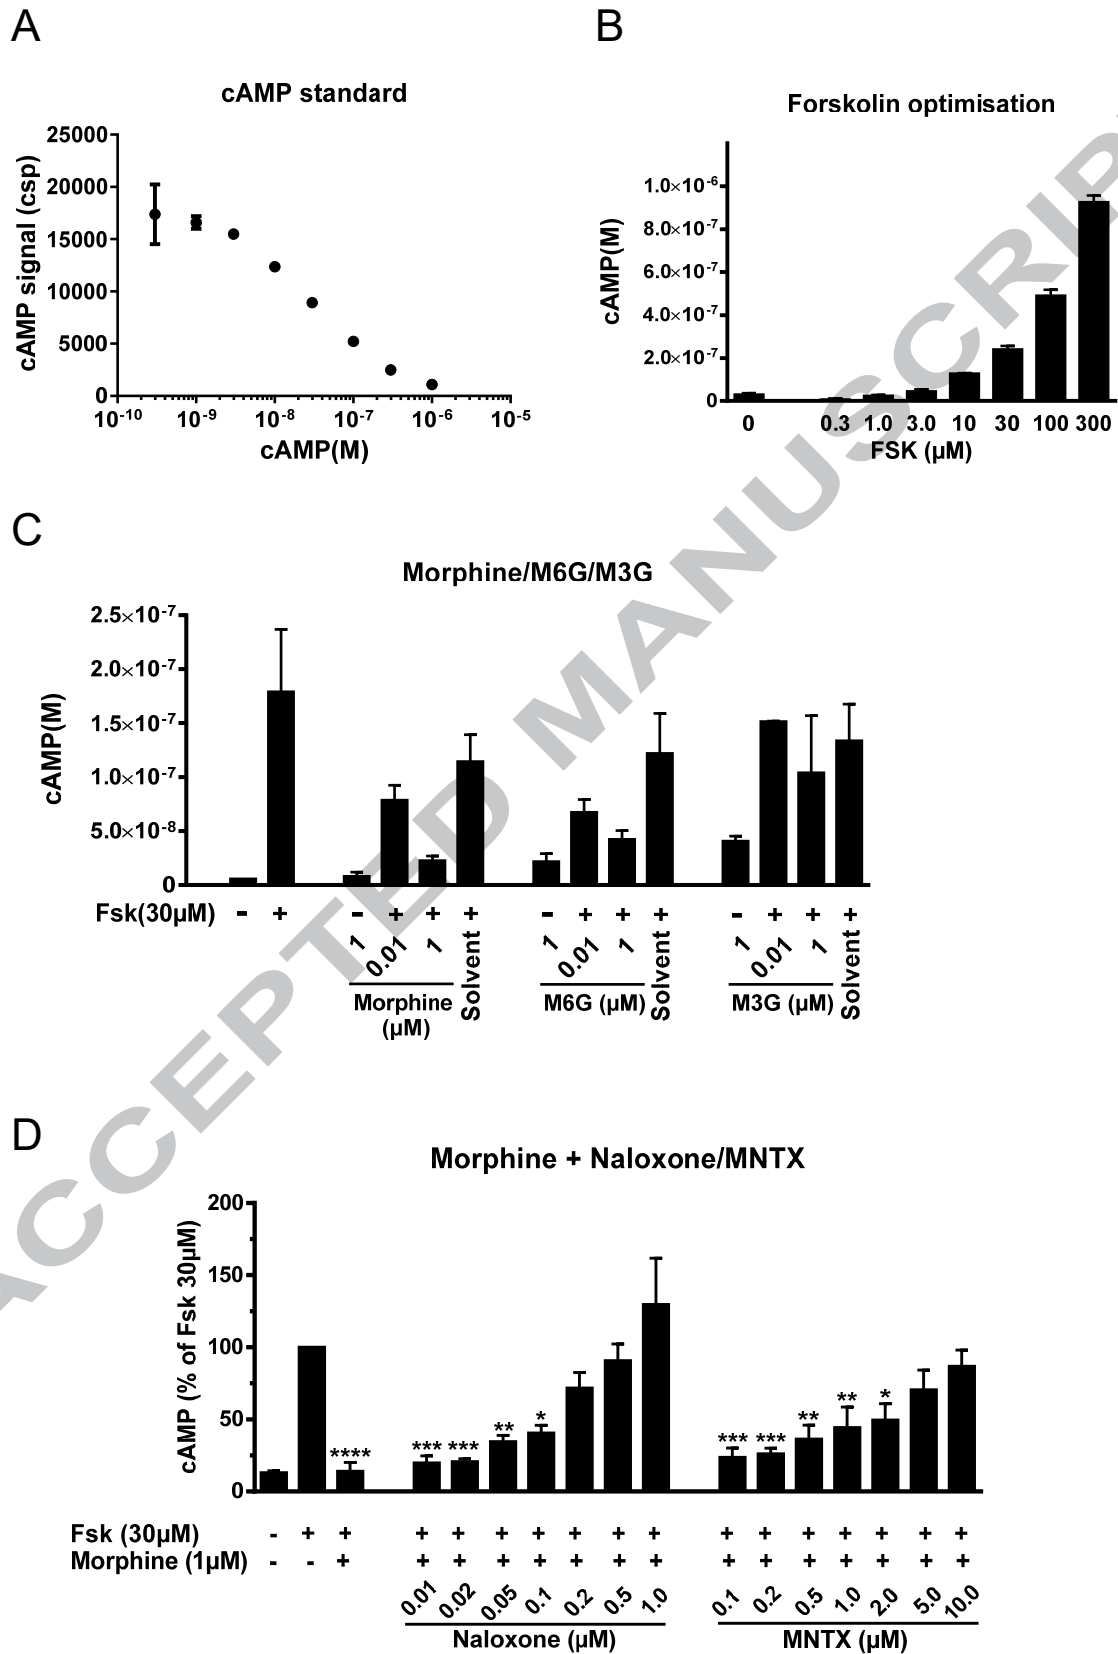 A
cAMP standard
cAMP signal (csp)
25000
20000
15000
10000
5000
0
10-10 10-9 10-8 10-7 10-6 10-5
cAMP(M)
B
Forskolin optimisation
cAMP(M)
1.0×10-6
8.0×10-7
6.0×10-7
4.0×10-7
2.0×10-7
0
0 0.3 1.0 3.0 10 30 100 300
FSK (µM)
C
Morphine/M6G/M3G
cAMP(M)
2.5×10-7
2.0×10-7
1.5×10-7
1.0×10-7
5.0×10-8
0
Fsk(30µM) - + - + + + - + + + - + + +
1 0.01 1 Solvent 1 0.01 1 Solvent 1 0.01 1 Solvent
Morphine (µM) M6G (µM) M3G (µM)
D
Morphine + Naloxone/MNTX
cAMP (% of Fsk 30µM)
200
150
100
50
0
**** *** *** ** * *** *** ** ** *
Fsk (30µM) - + + + + + + + + + + + + + + + +
Morphine (1µM) - - + + + + + + + + + + + + + + +
0.01 0.02 0.05 0.1 0.2 0.5 1.0 0.1 0.2 0.5 1.0 2.0 5.0 10.0
Naloxone (µM) MNTX (µM)
ACCEPTED MANUSCRIP